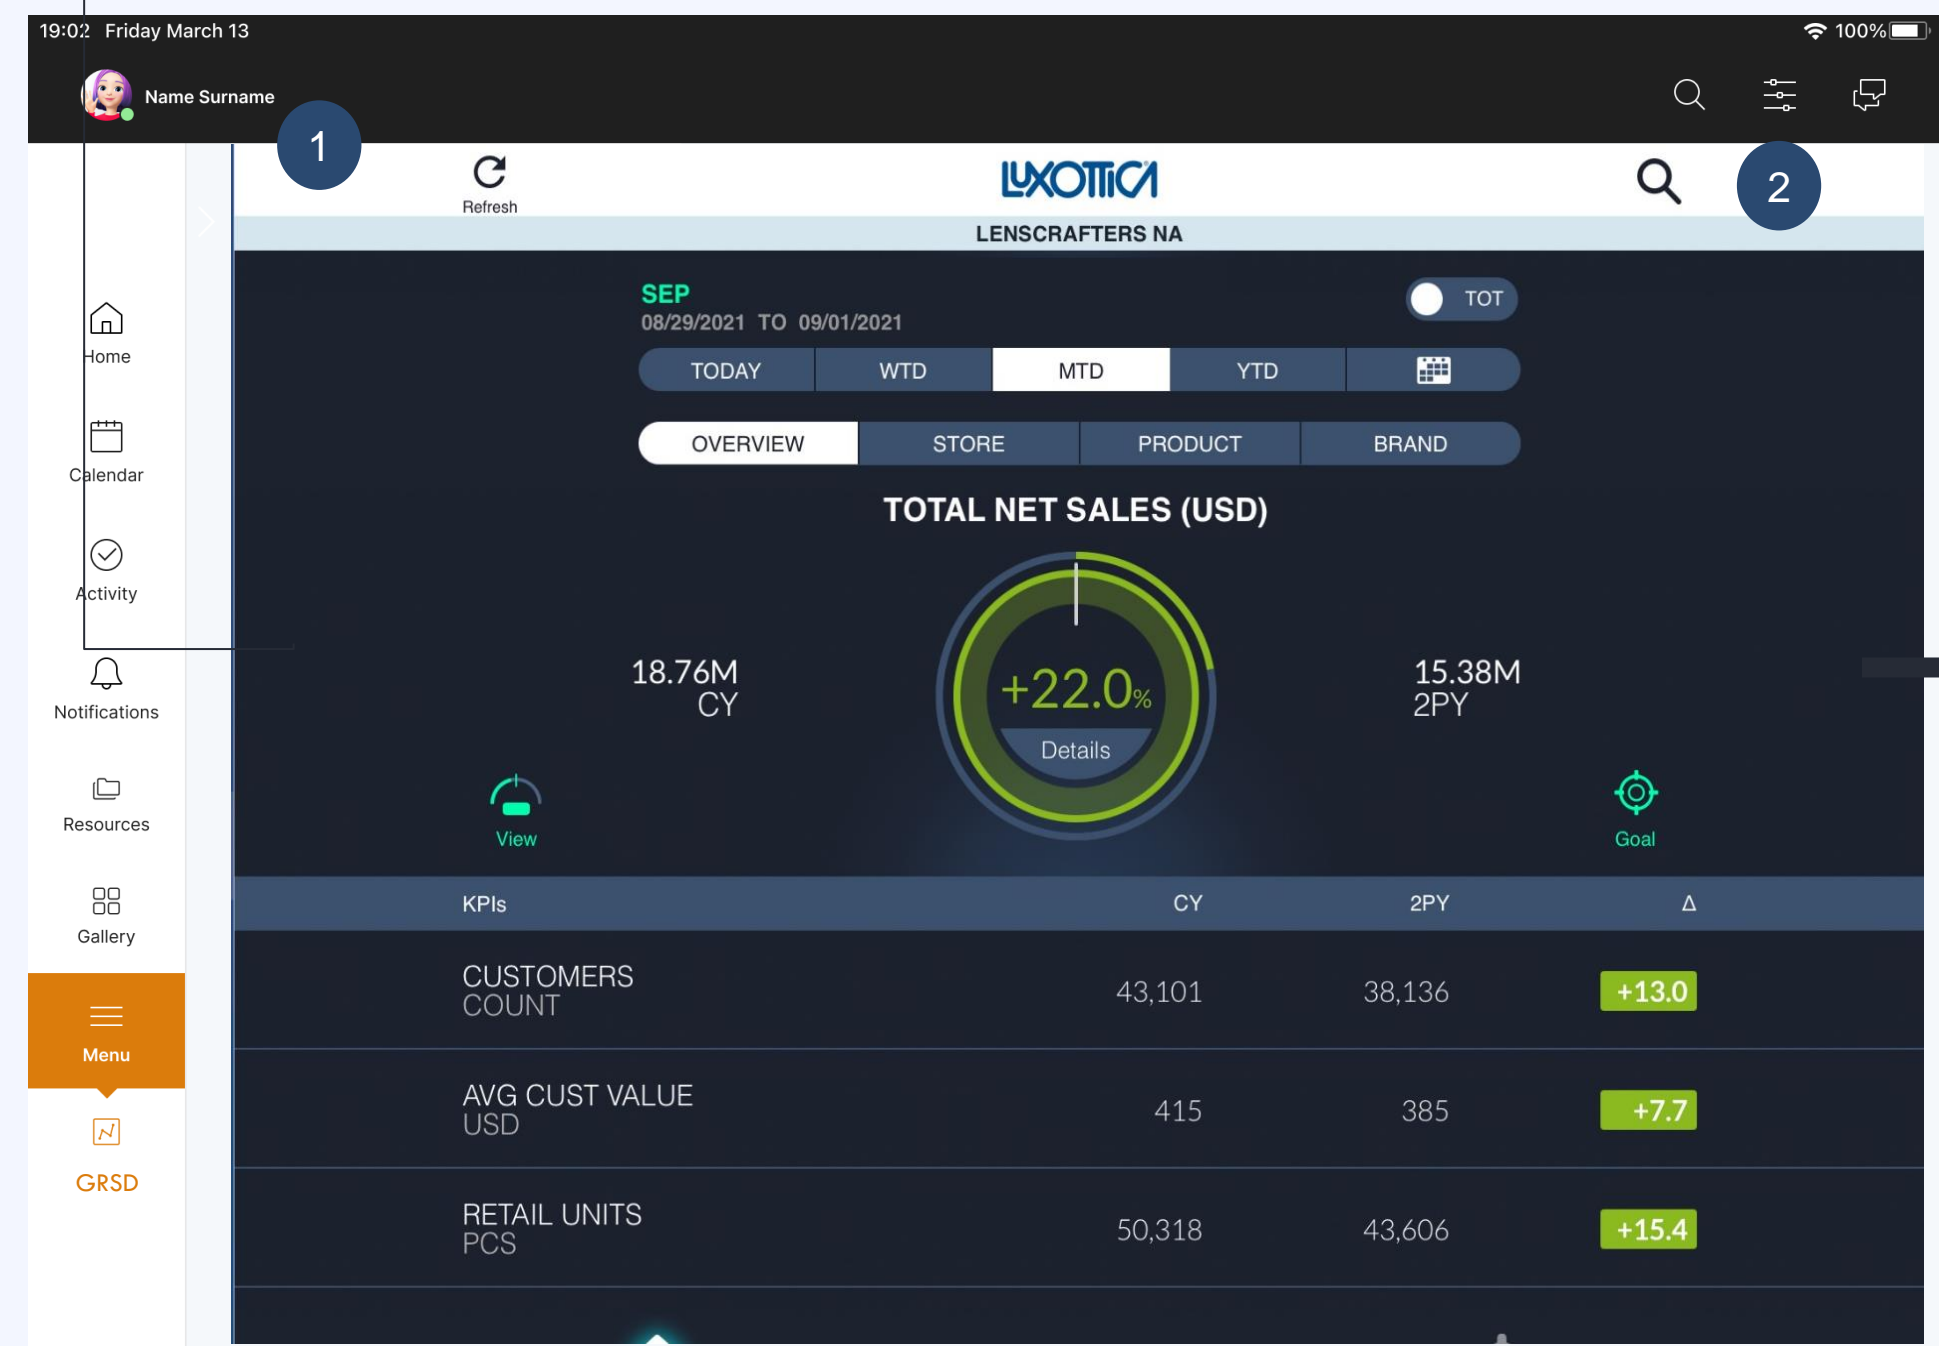 19:02 Friday March 13
100%
Name Surname
1
Refresh
LUXOTTICA
2
LENSCRAFTERS NA
SEP
08/29/2021 TO 09/01/2021
TOT
TODAY WTD MTD YTD
OVERVIEW STORE PRODUCT BRAND
TOTAL NET SALES (USD)
18.76M
CY
+22.0%
Details
15.38M
2PY
View
Goal
KPIs CY 2PY Δ
CUSTOMERS
COUNT
43,101 38,136 +13.0
AVG CUST VALUE
USD
415 385 +7.7
RETAIL UNITS
PCS
50,318 43,606 +15.4
Home
Calendar
Activity
Notifications
Resources
Gallery
Menu
GRSD